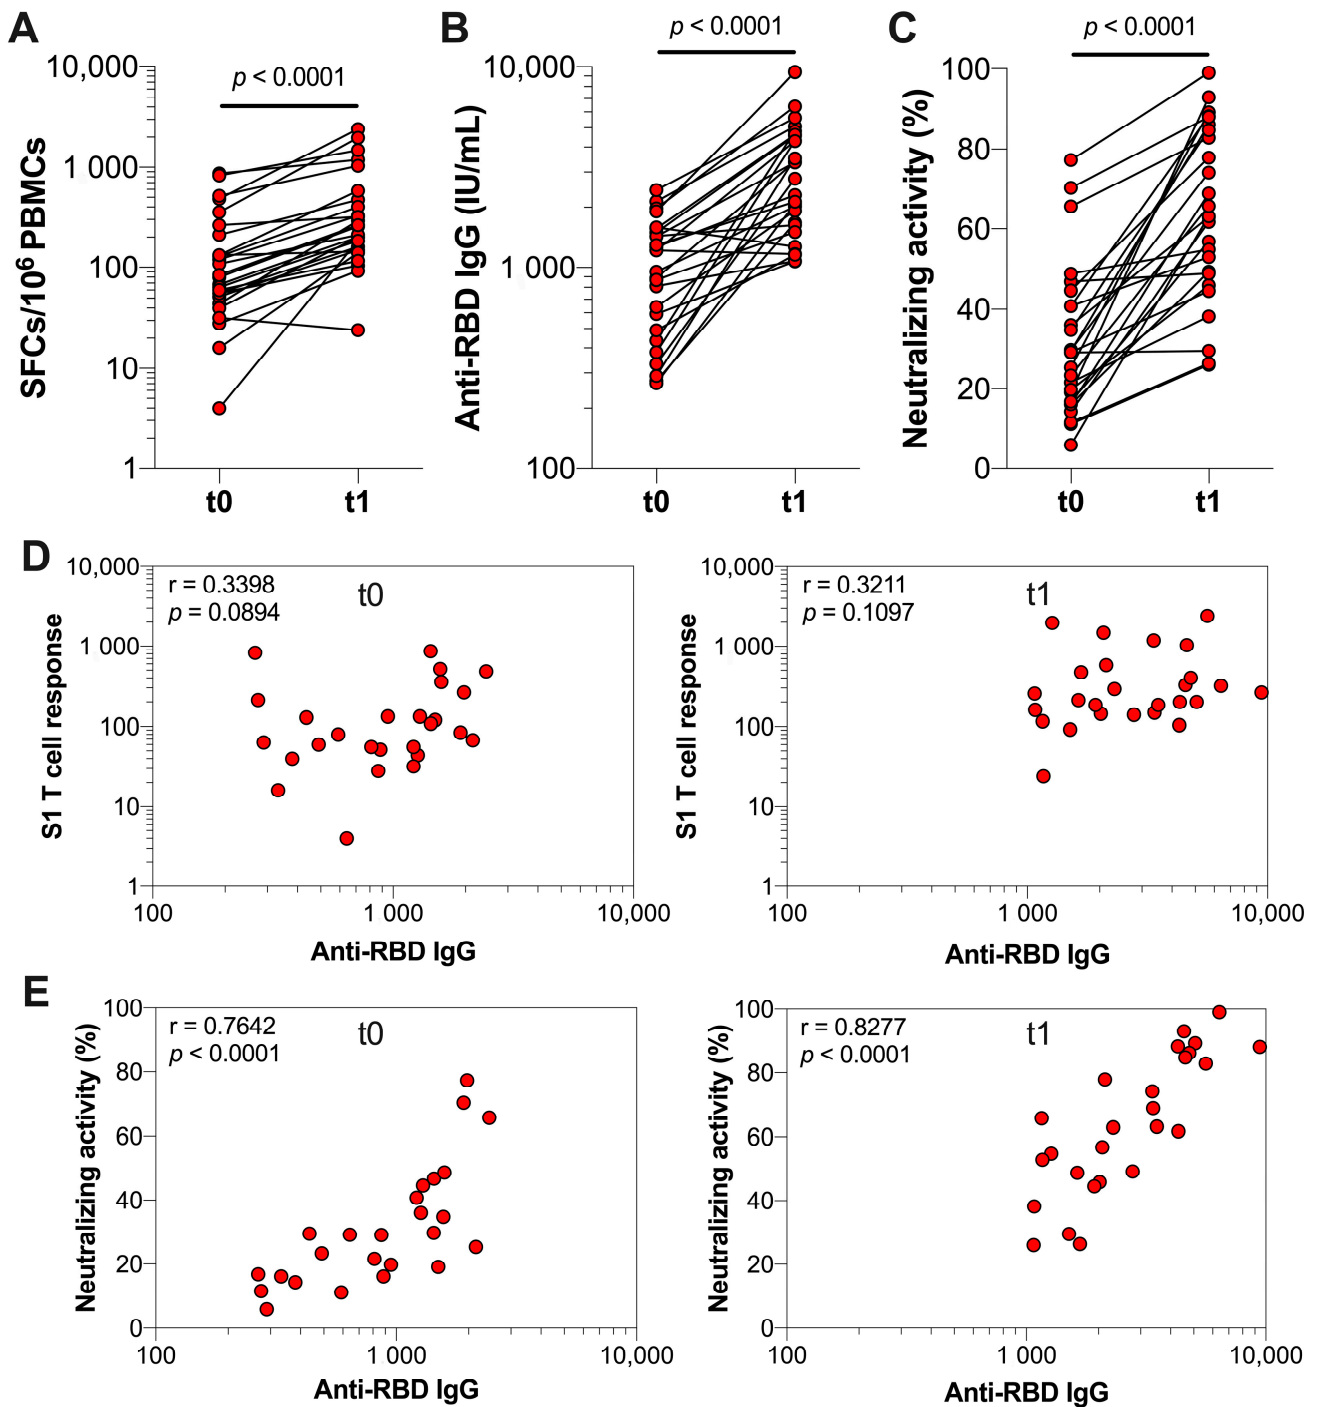 A
B
C
p < 0.0001
p < 0.0001
p < 0.0001
SFCs/10⁶ PBMCs
10,000
1 000
100
10
1
t0
t1
Anti-RBD IgG (IU/mL)
10,000
1 000
100
t0
t1
Neutralizing activity (%)
100
80
60
40
20
0
t0
t1
D
S1 T cell response
10,000
1 000
100
10
1
r = 0.3398
p = 0.0894
t0
100
1 000
10,000
Anti-RBD IgG
S1 T cell response
10,000
1 000
100
10
1
r = 0.3211
p = 0.1097
t1
100
1 000
10,000
Anti-RBD IgG
E
Neutralizing activity (%)
100
80
60
40
20
0
r = 0.7642
p < 0.0001
t0
100
1 000
10,000
Anti-RBD IgG
Neutralizing activity (%)
100
80
60
40
20
0
r = 0.8277
p < 0.0001
t1
100
1 000
10,000
Anti-RBD IgG